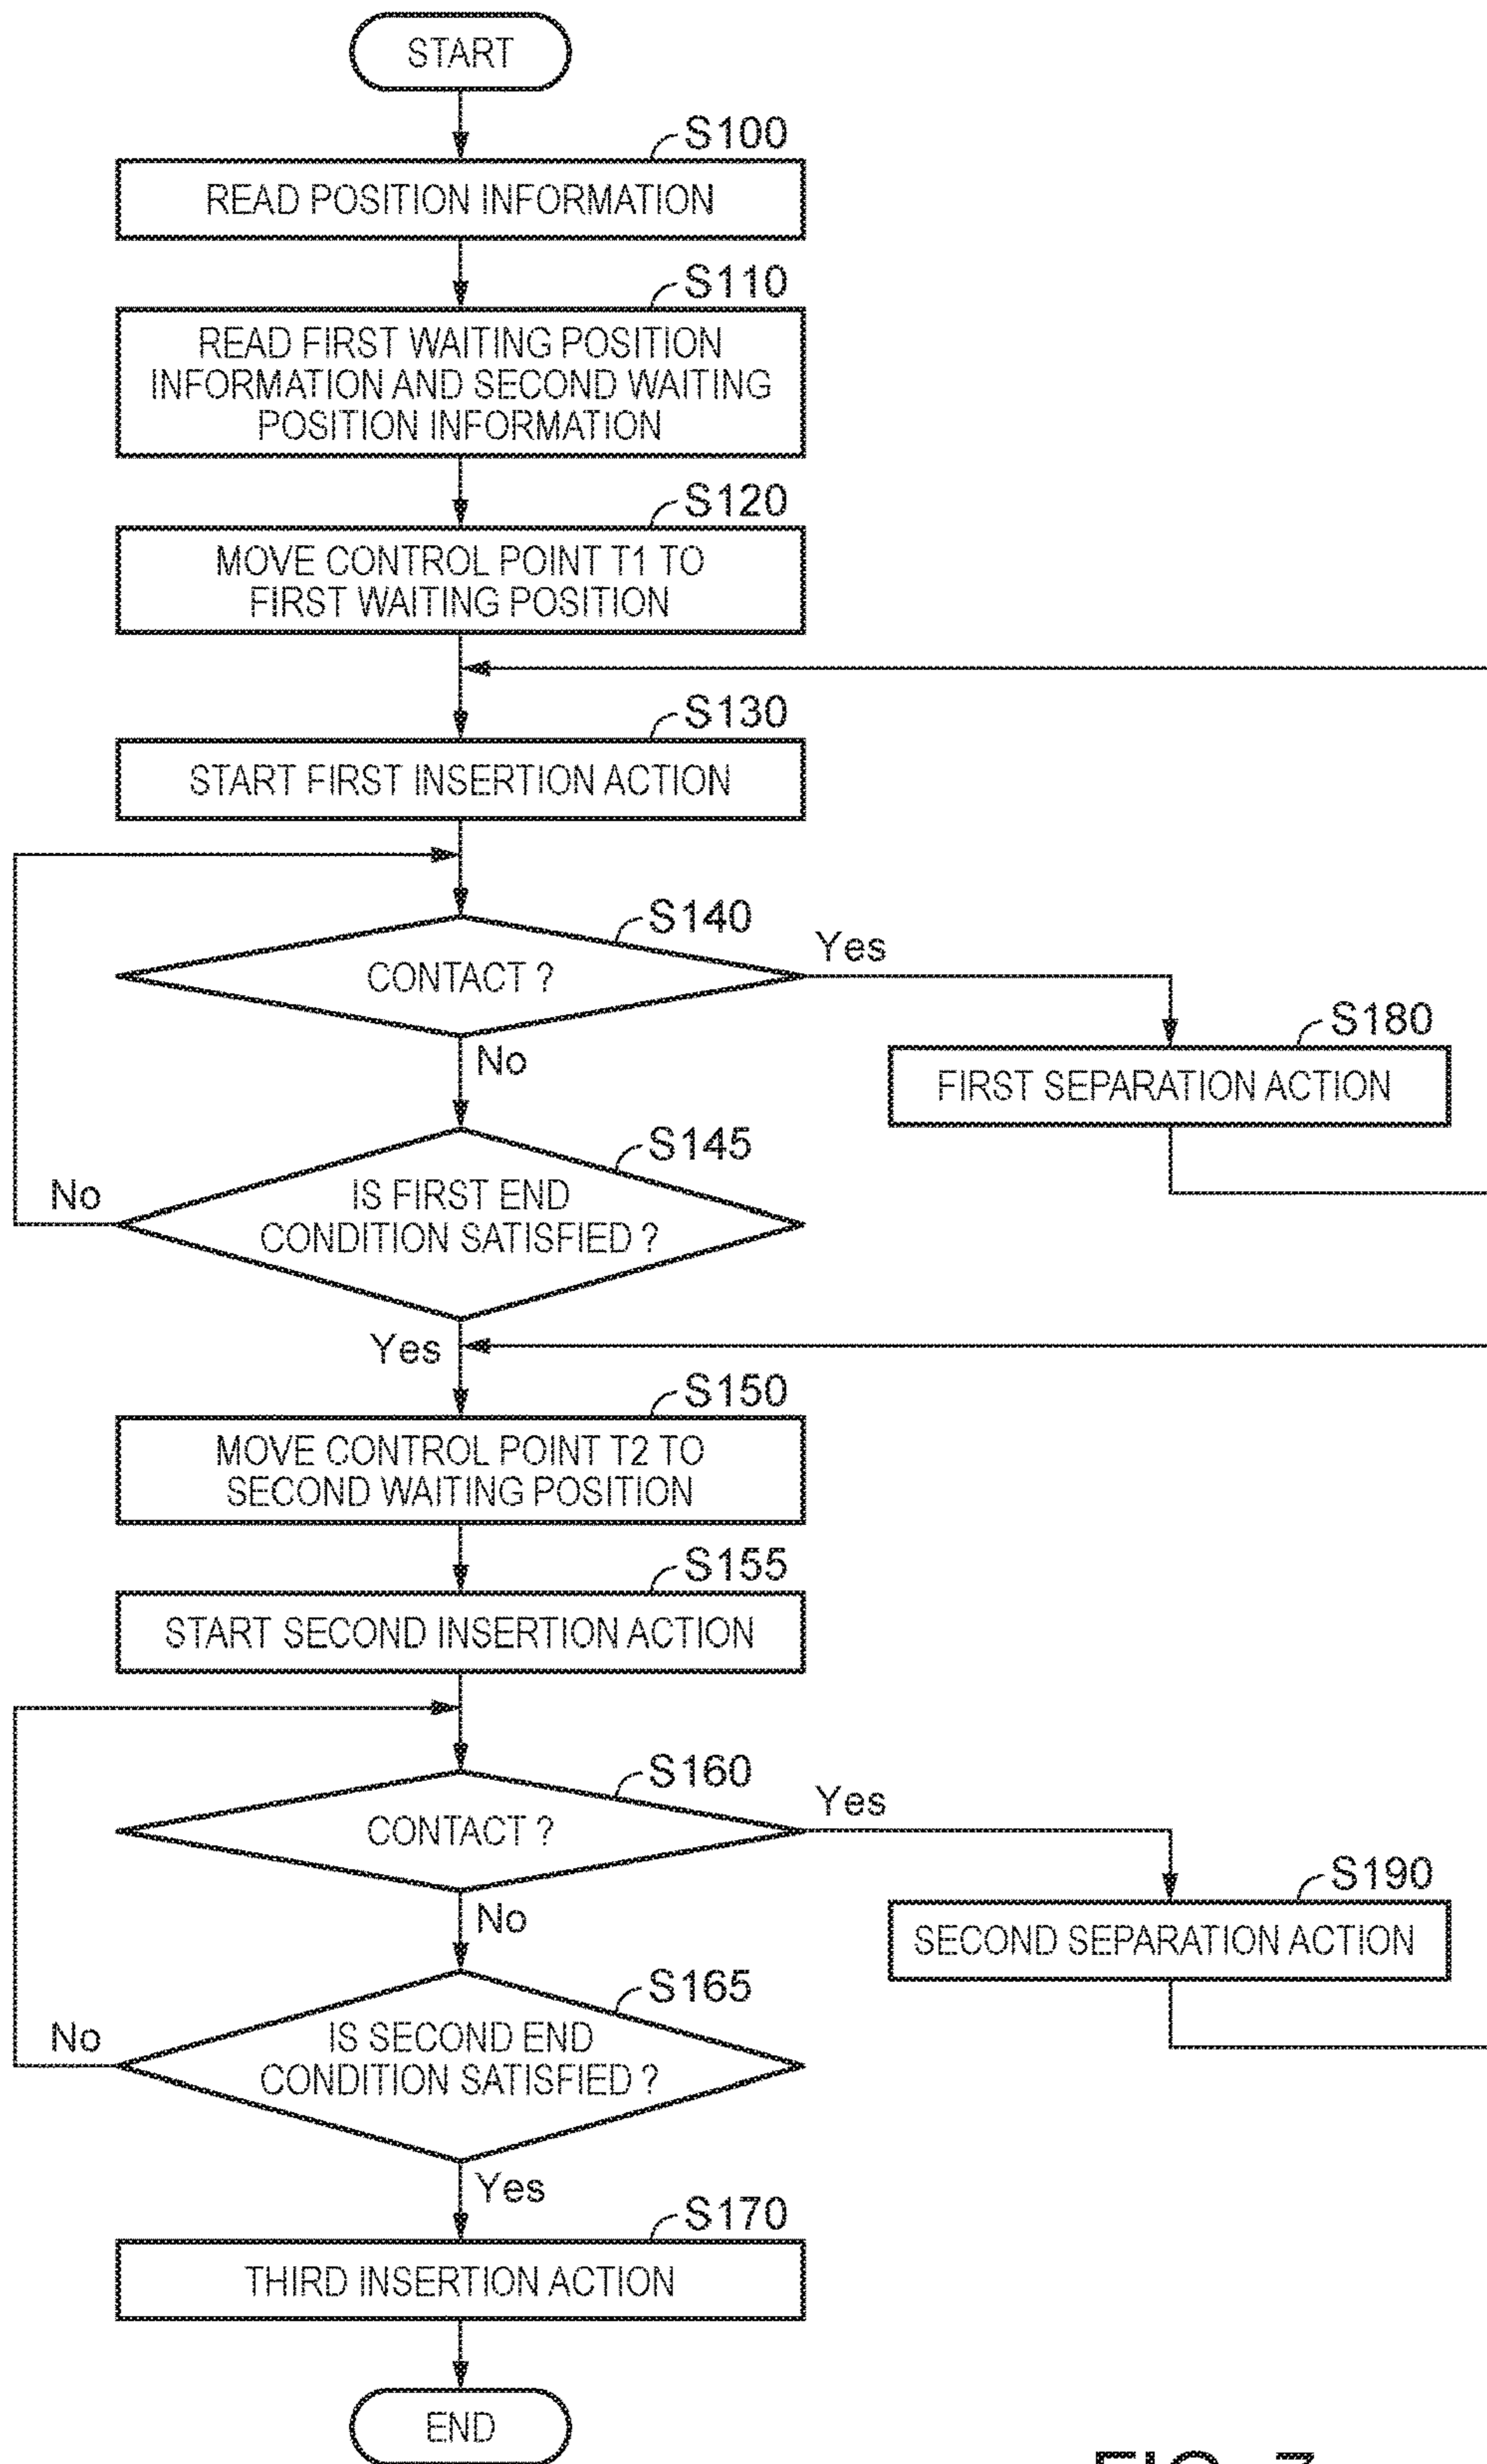 START
S100
READ POSITION INFORMATION
S110
READ FIRST WAITING POSITION
INFORMATION AND SECOND WAITING
POSITION INFORMATION
S120
MOVE CONTROL POINT T1 TO
FIRST WAITING POSITION
S130
START FIRST INSERTION ACTION
S140
CONTACT ?
Yes
No
S180
FIRST SEPARATION ACTION
S145
IS FIRST END
CONDITION SATISFIED ?
No
Yes
S150
MOVE CONTROL POINT T2 TO
SECOND WAITING POSITION
S155
START SECOND INSERTION ACTION
S160
CONTACT ?
Yes
No
S190
SECOND SEPARATION ACTION
S165
IS SECOND END
CONDITION SATISFIED ?
No
Yes
S170
THIRD INSERTION ACTION
END